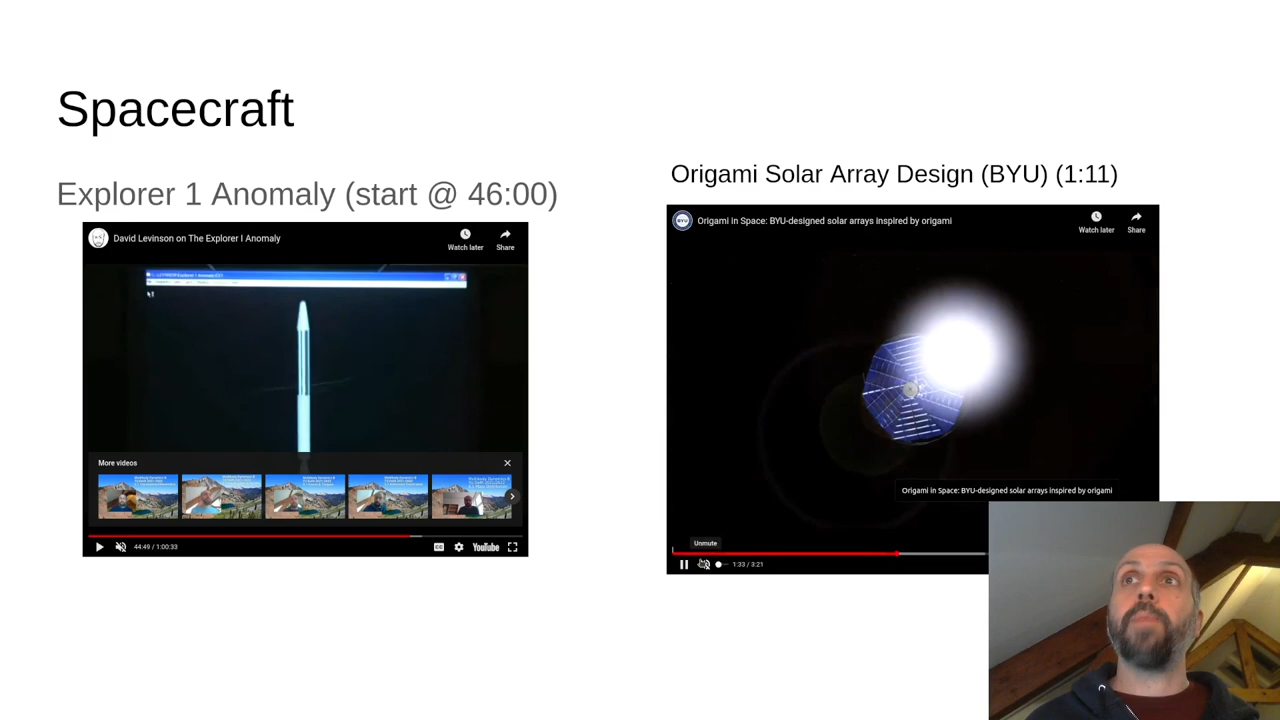 Spacecraft
Explorer 1 Anomaly (start @ 46:00)
David Levinson on The Explorer I Anomaly
Watch later
Share
More videos
44:49 / 1:00:33
CC
YouTube
Origami Solar Array Design (BYU) (1:11)
BYU
Origami in Space: BYU-designed solar arrays inspired by origami
Watch later
Share
Origami in Space: BYU-designed solar arrays inspired by origami
Unmute
1:33 / 3:21